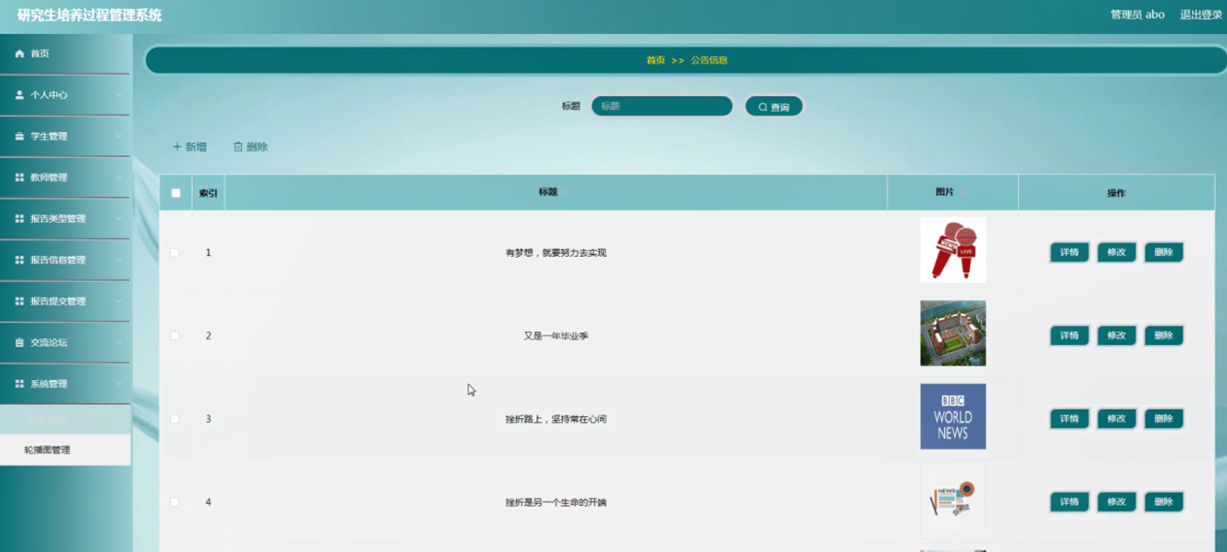 研究生培养过程管理系统
管理员 abo 退出登录
首页
个人中心
学生管理
教师管理
报告类型管理
报告信息管理
报告提交管理
交流论坛
系统管理
轮播图管理
首页 >> 公告信息
标题 标题 查询
新增 删除
索引 标题 图片 操作
1 有梦想，就要努力去实现 NEWS LIVE 详情 修改 删除
2 又是一年毕业季 详情 修改 删除
3 挫折路上，坚持常在心间 BBC WORLD NEWS 详情 修改 删除
4 挫折是另一个生命的开端 NEWS 详情 修改 删除